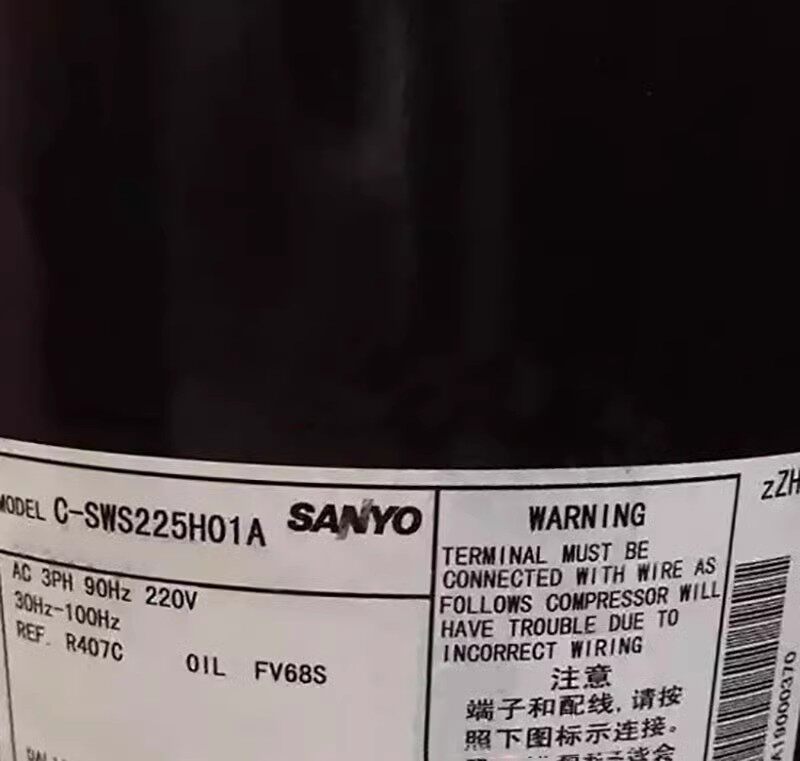 MODEL C-SWS225H01A SANYO
AC 3PH 90Hz 220V
30Hz-100Hz
REF. R407C
OIL FV68S
WARNING
TERMINAL MUST BE
CONNECTED WITH WIRE AS
FOLLOWS COMPRESSOR WILL
HAVE TROUBLE DUE TO
INCORRECT WIRING
注意
端子和配线,请按
照下图标示连接。
zZH
A19000370